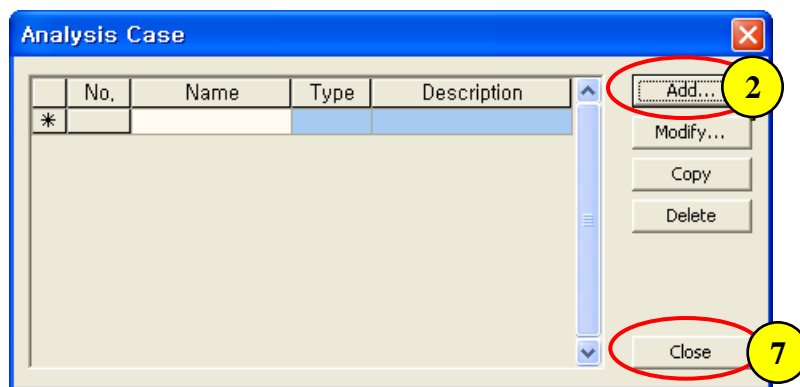 Analysis Case
No, Name Type Description
*
Add... 2
Modify...
Copy
Delete
Close 7